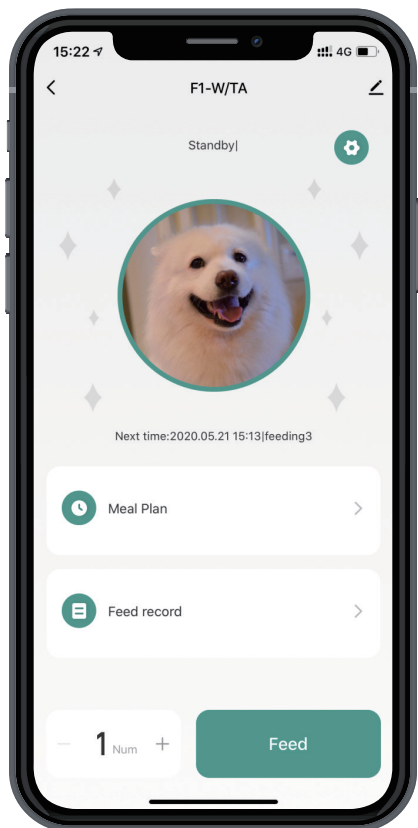 15:22 4G
F1-W/TA
Standby|
Next time:2020.05.21 15:13|feeding3
Meal Plan
Feed record
1 Num + Feed